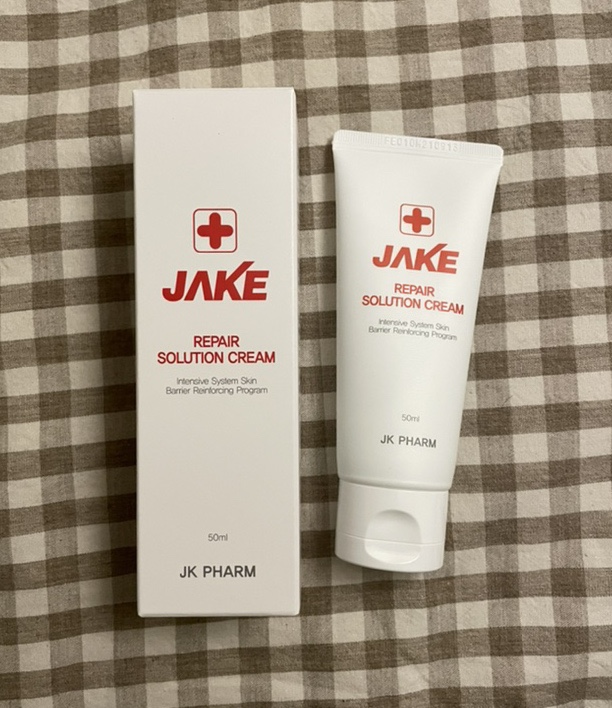 JAKE
REPAIR
SOLUTION CREAM
Intensive System Skin
Barrier Reinforcing Program
50ml
JK PHARM
JAKE
REPAIR
SOLUTION CREAM
Intensive System Skin
Barrier Reinforcing Program
50ml
JK PHARM